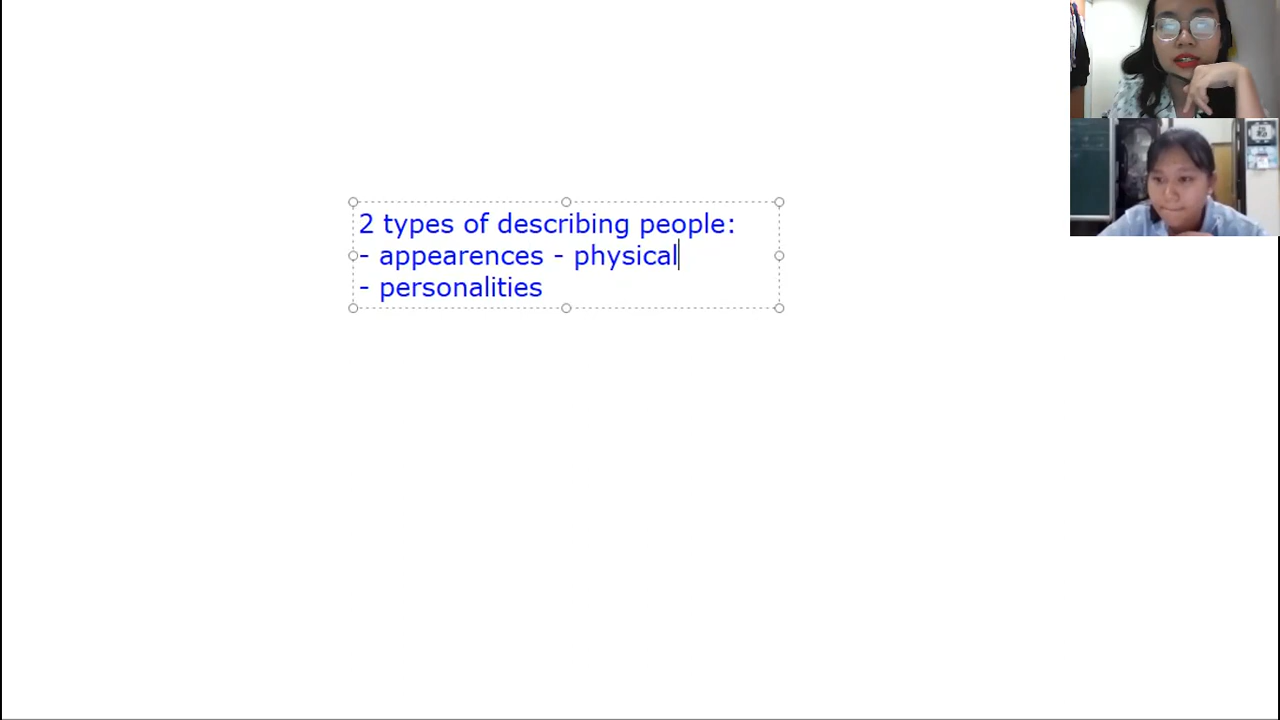 2 types of describing people:
- appearences - physical
- personalities